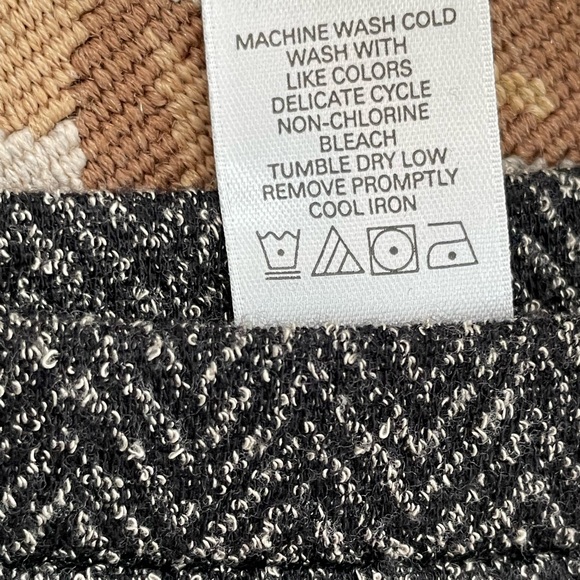 MACHINE WASH COLD
WASH WITH
LIKE COLORS
DELICATE CYCLE
NON-CHLORINE
BLEACH
TUMBLE DRY LOW
REMOVE PROMPTLY
COOL IRON